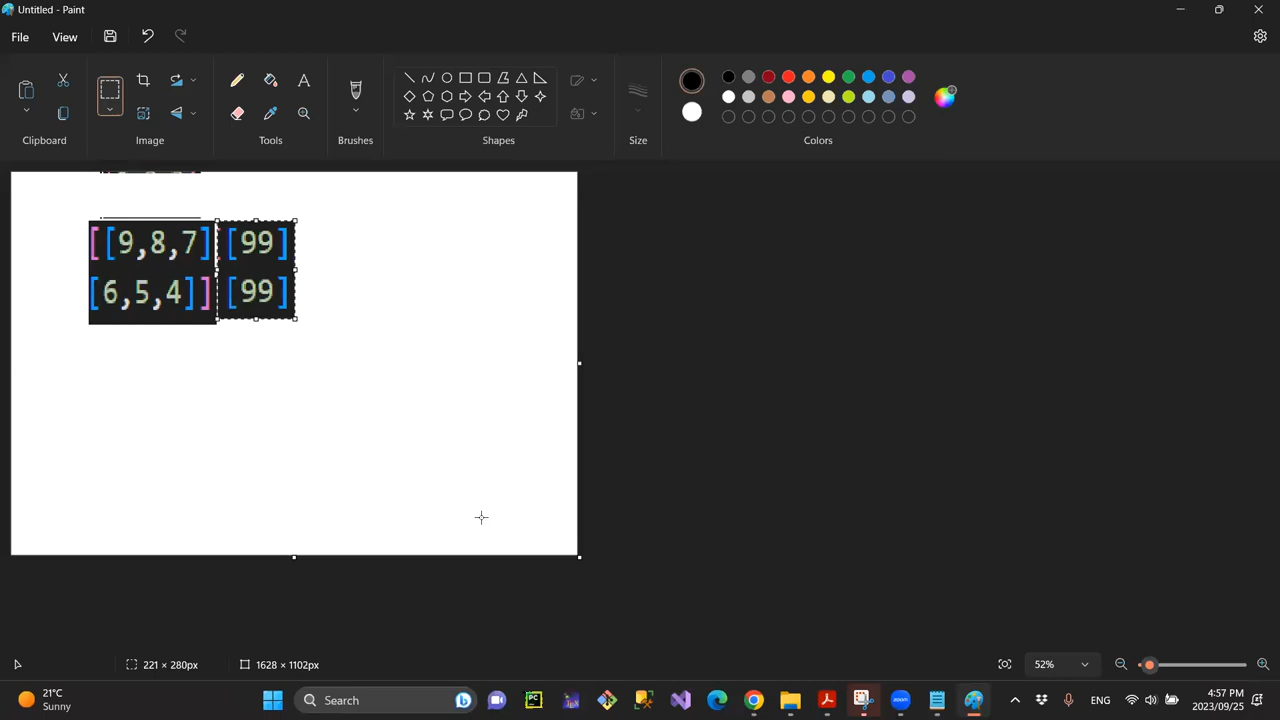 Untitled - Paint
File View
Clipboard Image Tools Brushes Shapes Size Colors
[[9,8,7] [99]
[6,5,4]] [99]
221 × 280px 1628 × 1102px 52%
21°C
Sunny
Search
ENG
4:57 PM
2023/09/25